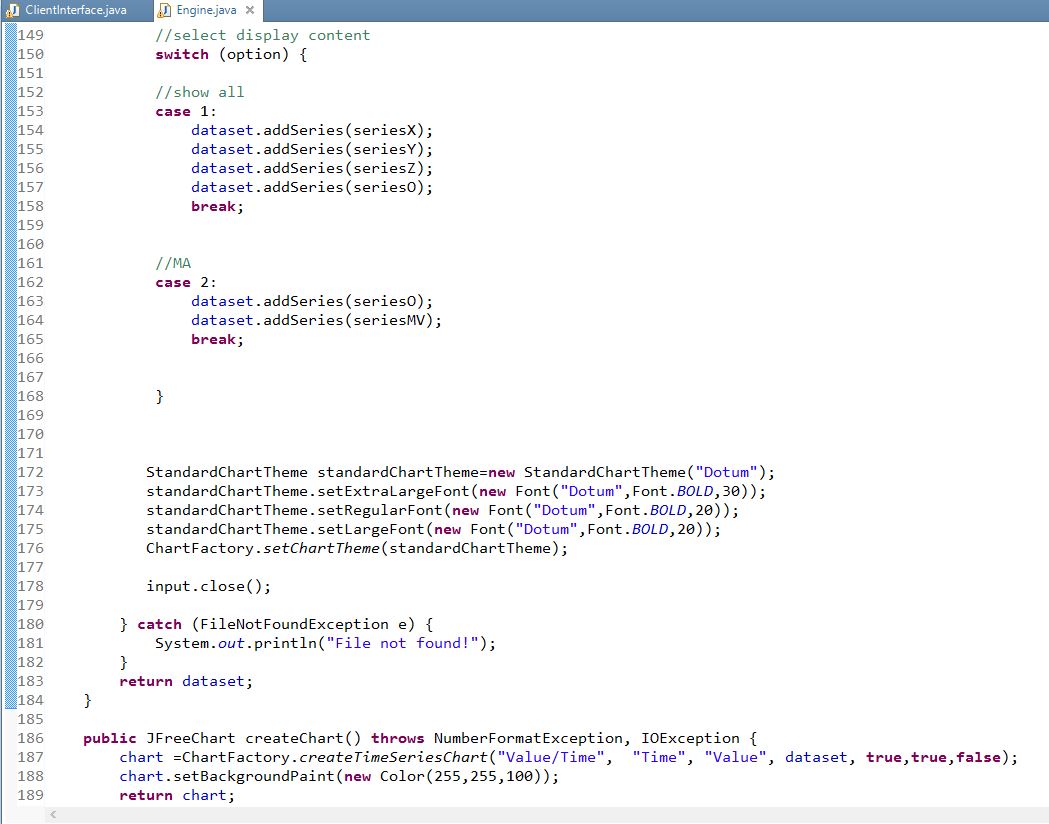 ClientInterface.java
Engine.java
149 //select display content
150 switch (option) {
151
152 //show all
153 case 1:
154 dataset.addSeries(seriesX);
155 dataset.addSeries(seriesY);
156 dataset.addSeries(seriesZ);
157 dataset.addSeries(seriesO);
158 break;
159
160
161 //MA
162 case 2:
163 dataset.addSeries(seriesO);
164 dataset.addSeries(seriesMV);
165 break;
166
167
168 }
169
170
171
172 StandardChartTheme standardChartTheme=new StandardChartTheme("Dotum");
173 standardChartTheme.setExtraLargeFont(new Font("Dotum",Font.BOLD,30));
174 standardChartTheme.setRegularFont(new Font("Dotum",Font.BOLD,20));
175 standardChartTheme.setLargeFont(new Font("Dotum",Font.BOLD,20));
176 ChartFactory.setChartTheme(standardChartTheme);
177
178 input.close();
179
180 } catch (FileNotFoundException e) {
181 System.out.println("File not found!");
182 }
183 return dataset;
184 }
185
186 public JFreeChart createChart() throws NumberFormatException, IOException {
187 chart =ChartFactory.createTimeSeriesChart("Value/Time",  "Time", "Value", dataset, true,true,false);
188 chart.setBackgroundPaint(new Color(255,255,100));
189 return chart;